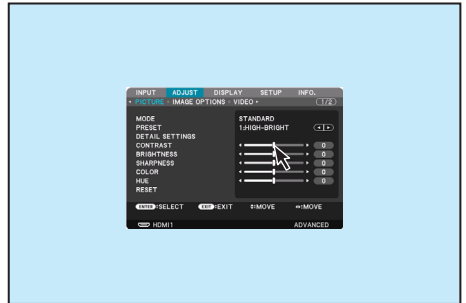 INPUT ADJUST DISPLAY SETUP INFO.
PICTURE IMAGE OPTIONS VIDEO 1/2
MODE STANDARD
PRESET 1:HIGH-BRIGHT
DETAIL SETTINGS
CONTRAST 0
BRIGHTNESS 0
SHARPNESS 0
COLOR 0
HUE 0
RESET
ENTER :SELECT EXIT :EXIT :MOVE :MOVE
HDMI1 ADVANCED